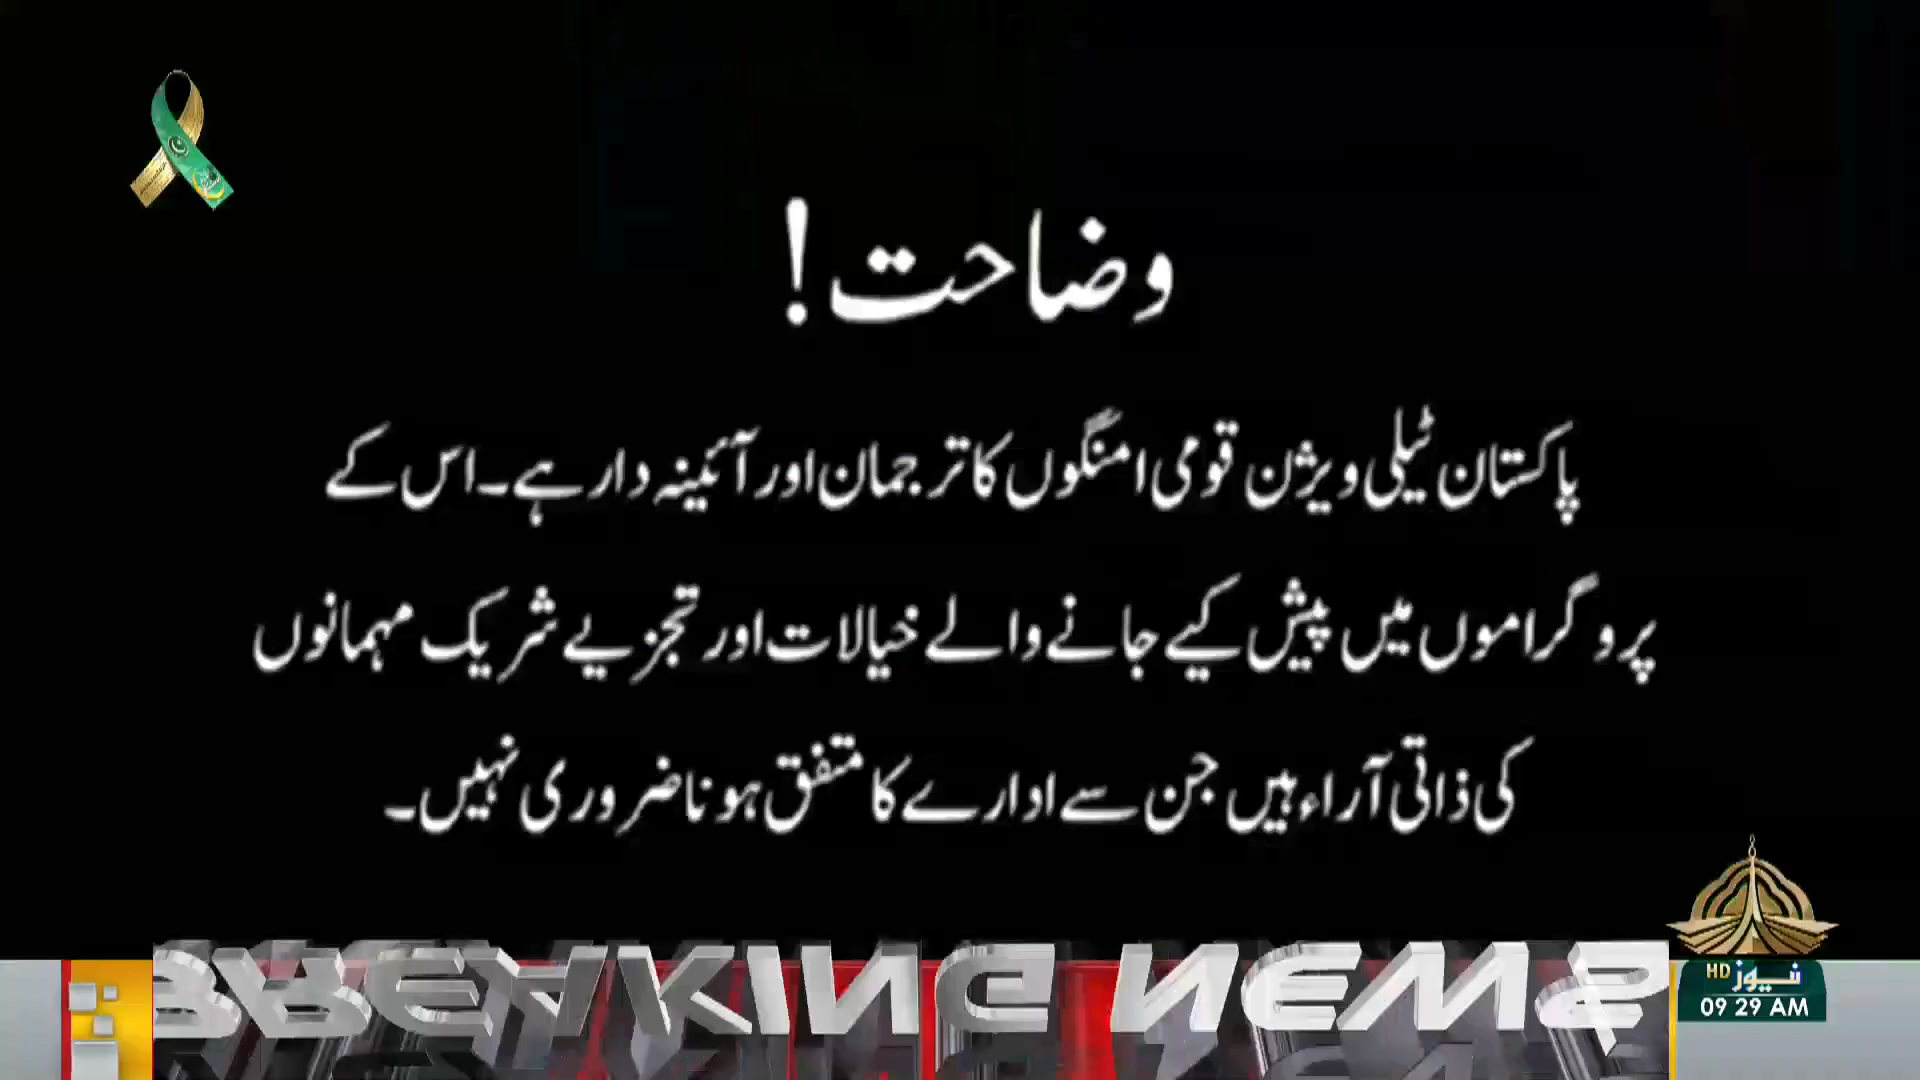 وضاحت!
پاکستان ٹیلی ویژن قومی امنگوں کا ترجمان اور آئینہ دار ہے۔ اس کے
پروگراموں میں پیش کیے جانے والے خیالات اور تجزیے شریک مہمانوں
کی ذاتی آراء ہیں جن سے ادارے کا متفق ہونا ضروری نہیں۔
BREAKING NEWS
HD نیوز
09 29 AM